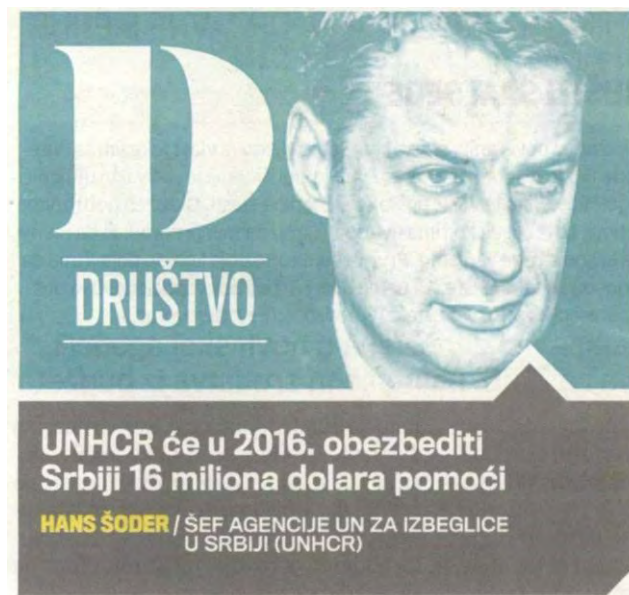 D
DRUŠTVO
UNHCR će u 2016. obezbediti
Srbiji 16 miliona dolara pomoći
HANS ŠODER / ŠEF AGENCIJE UN ZA IZBEGLICE
U SRBIJI (UNHCR)